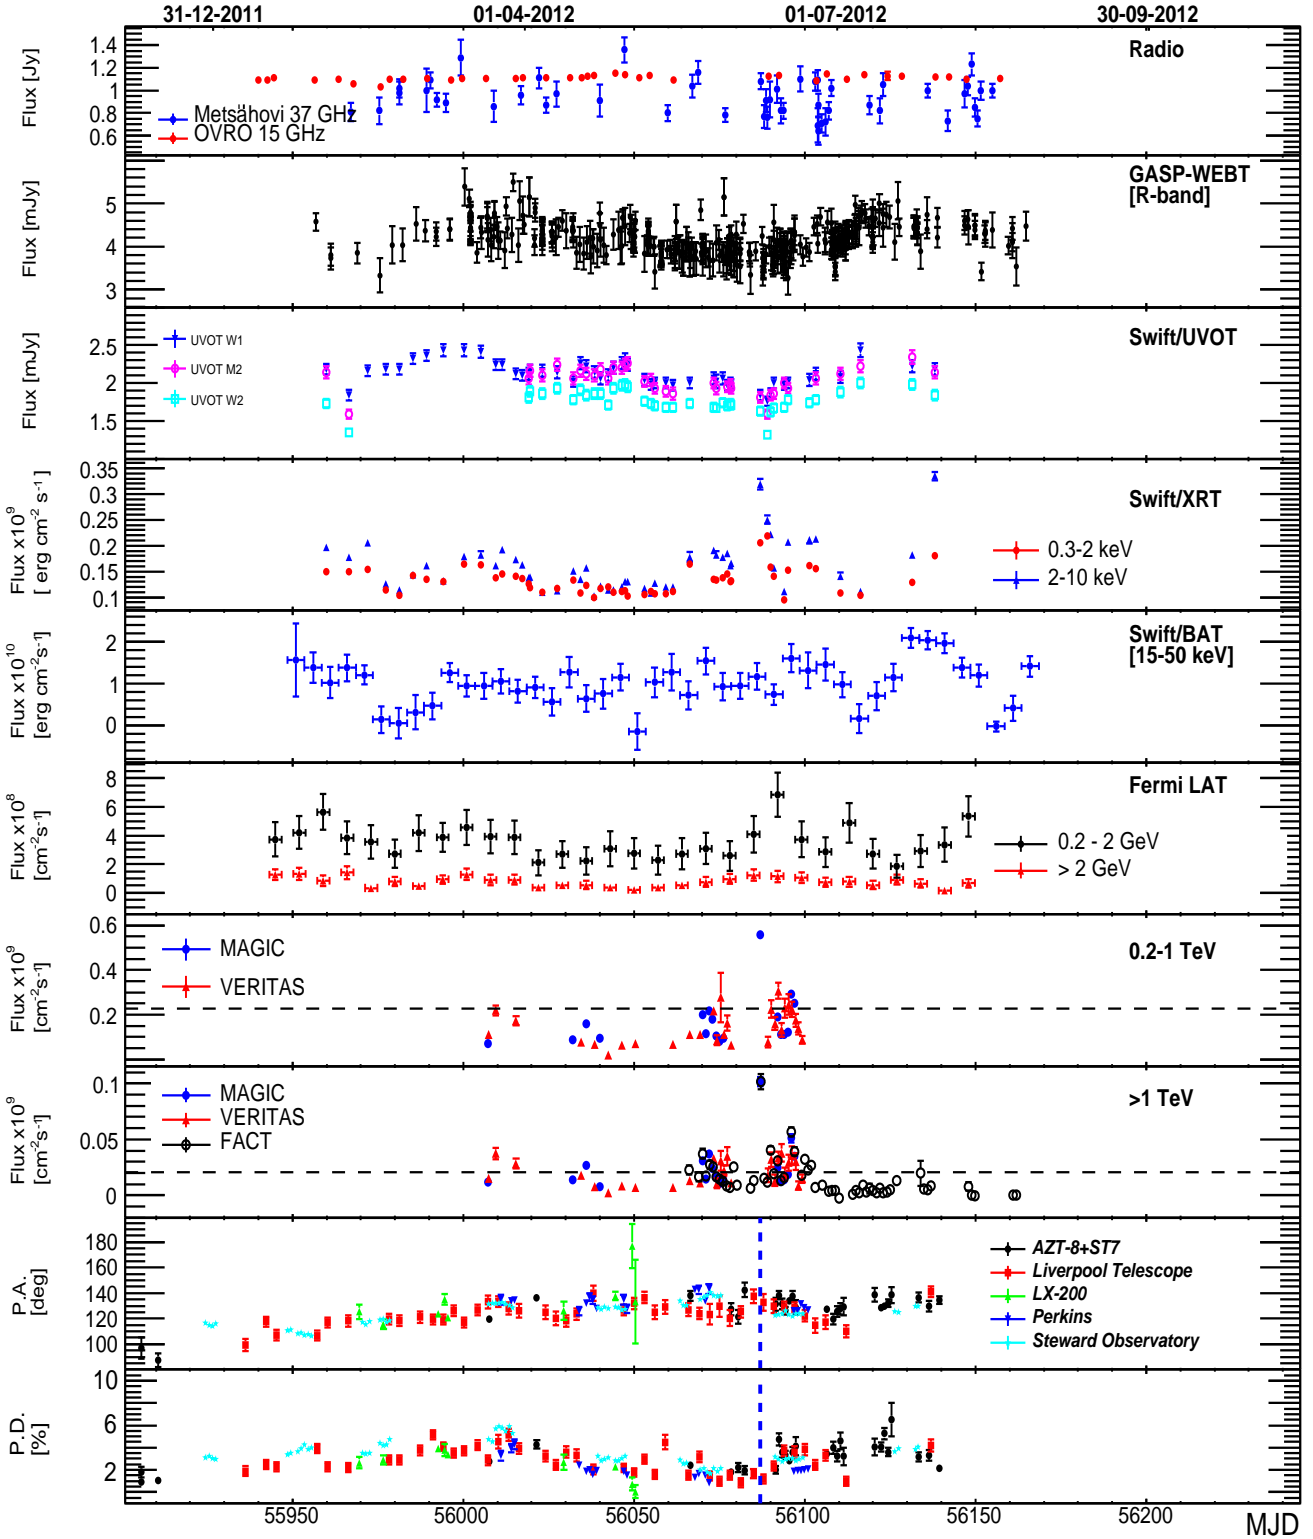 31-12-2011 01-04-2012 01-07-2012 30-09-2012
Flux [Jy]
1.4
1.2
1
0.8
0.6
Radio
Metsähovi 37 GHz
OVRO 15 GHz
Flux [mJy]
5
4
3
GASP-WEBT
[R-band]
Flux [mJy]
2.5
2
1.5
Swift/UVOT
UVOT W1
UVOT M2
UVOT W2
Flux x10⁹
[ erg cm⁻² s⁻¹ ]
0.35
0.3
0.25
0.2
0.15
0.1
Swift/XRT
0.3-2 keV
2-10 keV
Flux x10¹⁰
[erg cm⁻²s⁻¹]
2
1
0
Swift/BAT
[15-50 keV]
Flux x10⁸
[cm⁻²s⁻¹]
8
6
4
2
0
Fermi LAT
0.2 - 2 GeV
> 2 GeV
Flux x10⁹
[cm⁻²s⁻¹]
0.6
0.4
0.2
0.2-1 TeV
MAGIC
VERITAS
Flux x10⁹
[cm⁻²s⁻¹]
0.1
0.05
0
>1 TeV
MAGIC
VERITAS
FACT
P.A.
[deg]
180
160
140
120
100
AZT-8+ST7
Liverpool Telescope
LX-200
Perkins
Steward Observatory
P.D.
[%]
10
6
4
2
55950 56000 56050 56100 56150 56200
MJD